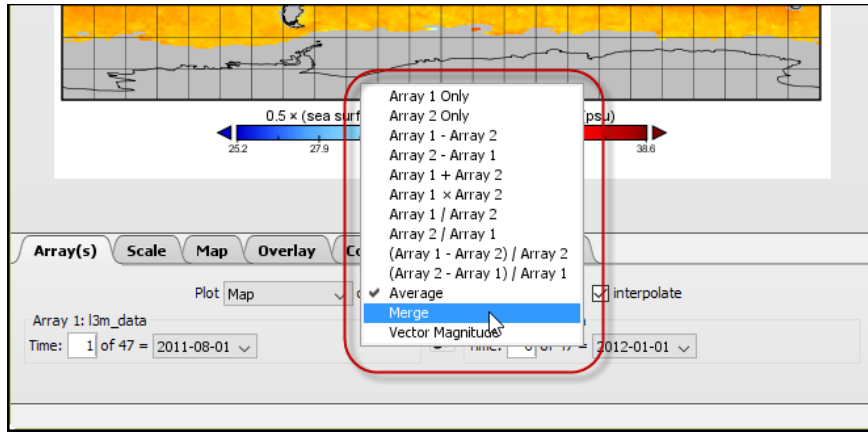 Array 1 Only
Array 2 Only
Array 1 - Array 2
Array 2 - Array 1
Array 1 + Array 2
Array 1 × Array 2
Array 1 / Array 2
Array 2 / Array 1
(Array 1 - Array 2) / Array 2
(Array 2 - Array 1) / Array 1
Average
Merge
Vector Magnitude
0.5 × (sea surf psu)
25.2 27.9 38.6
Array(s) Scale Map Overlay Co
Plot Map interpolate
Array 1: l3m_data
Time: 1 of 47 = 2011-08-01 Time: 6 of 47 = 2012-01-01